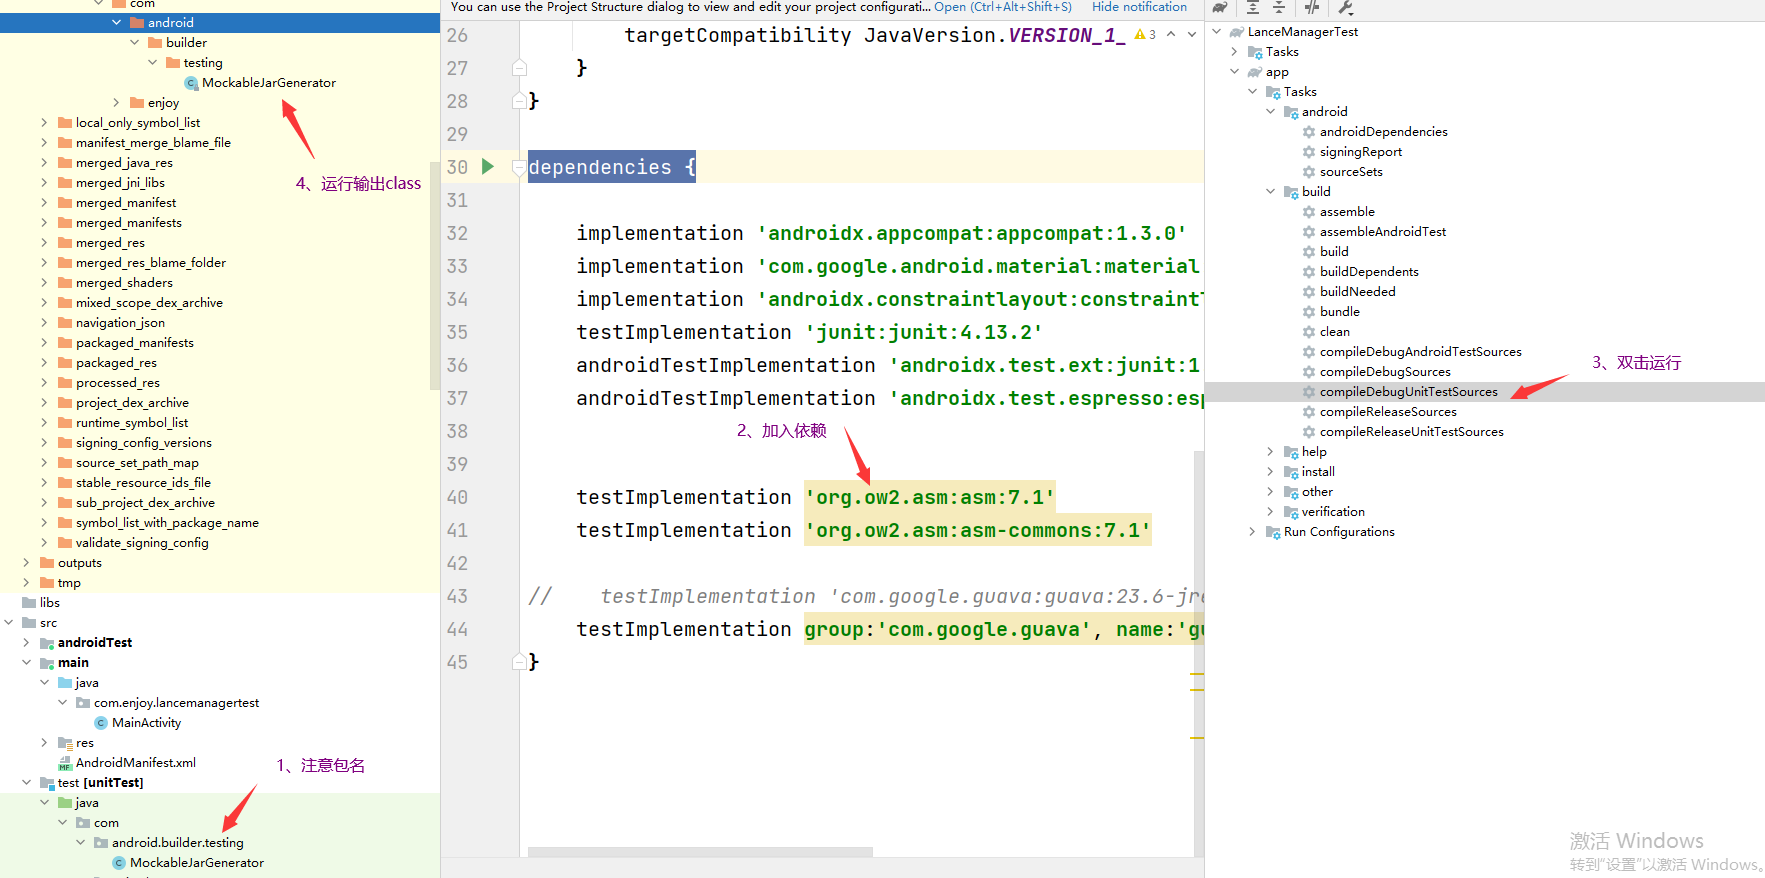 com
android
builder
testing
MockableJarGenerator
enjoy
local_only_symbol_list
manifest_merge_blame_file
merged_java_res
merged_jni_libs
merged_manifest
merged_manifests
merged_res
merged_res_blame_folder
merged_shaders
mixed_scope_dex_archive
navigation_json
packaged_manifests
packaged_res
processed_res
project_dex_archive
runtime_symbol_list
signing_config_versions
source_set_path_map
stable_resource_ids_file
sub_project_dex_archive
symbol_list_with_package_name
validate_signing_config
outputs
tmp
libs
src
androidTest
main
java
com.enjoy.lancemanagertest
MainActivity
res
AndroidManifest.xml
test [unitTest]
java
com
android.builder.testing
MockableJarGenerator
4、运行输出class
1、注意包名
You can use the Project Structure dialog to view and edit your project configurati... Open (Ctrl+Alt+Shift+S) Hide notification
26 targetCompatibility JavaVersion.VERSION_1_ 3
27 }
28 }
29
30 dependencies {
31
32 implementation 'androidx.appcompat:appcompat:1.3.0'
33 implementation 'com.google.android.material:material
34 implementation 'androidx.constraintlayout:constraint
35 testImplementation 'junit:junit:4.13.2'
36 androidTestImplementation 'androidx.test.ext:junit:1
37 androidTestImplementation 'androidx.test.espresso:esp
38
2、加入依赖
39
40 testImplementation 'org.ow2.asm:asm:7.1'
41 testImplementation 'org.ow2.asm:asm-commons:7.1'
42
43 // testImplementation 'com.google.guava:guava:23.6-jr
44 testImplementation group:'com.google.guava', name:'gu
45 }
LanceManagerTest
Tasks
app
Tasks
android
androidDependencies
signingReport
sourceSets
build
assemble
assembleAndroidTest
build
buildDependents
buildNeeded
bundle
clean
compileDebugAndroidTestSources
compileDebugSources
compileDebugUnitTestSources
compileReleaseSources
compileReleaseUnitTestSources
help
install
other
verification
Run Configurations
3、双击运行
激活 Windows
转到“设置”以激活 Windows。